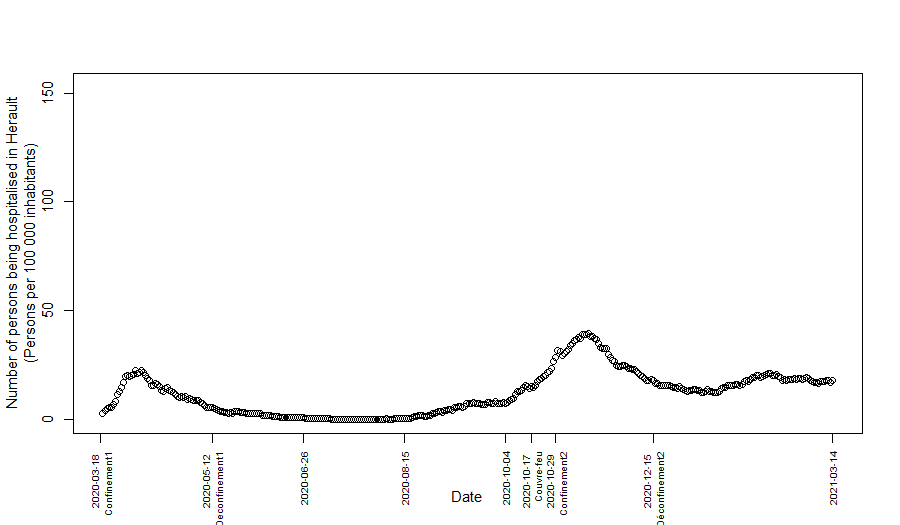 Number of persons being hospitalised in Herault
(Persons per 100 000 inhabitants)
150
100
50
0
2020-03-18
Confinement1
2020-05-12
Deconfinement1
2020-06-26
2020-08-15
2020-10-04
2020-10-17
Couvre-feu
2020-10-29
Confinement2
2020-12-15
Déconfinement2
2021-03-14
Date